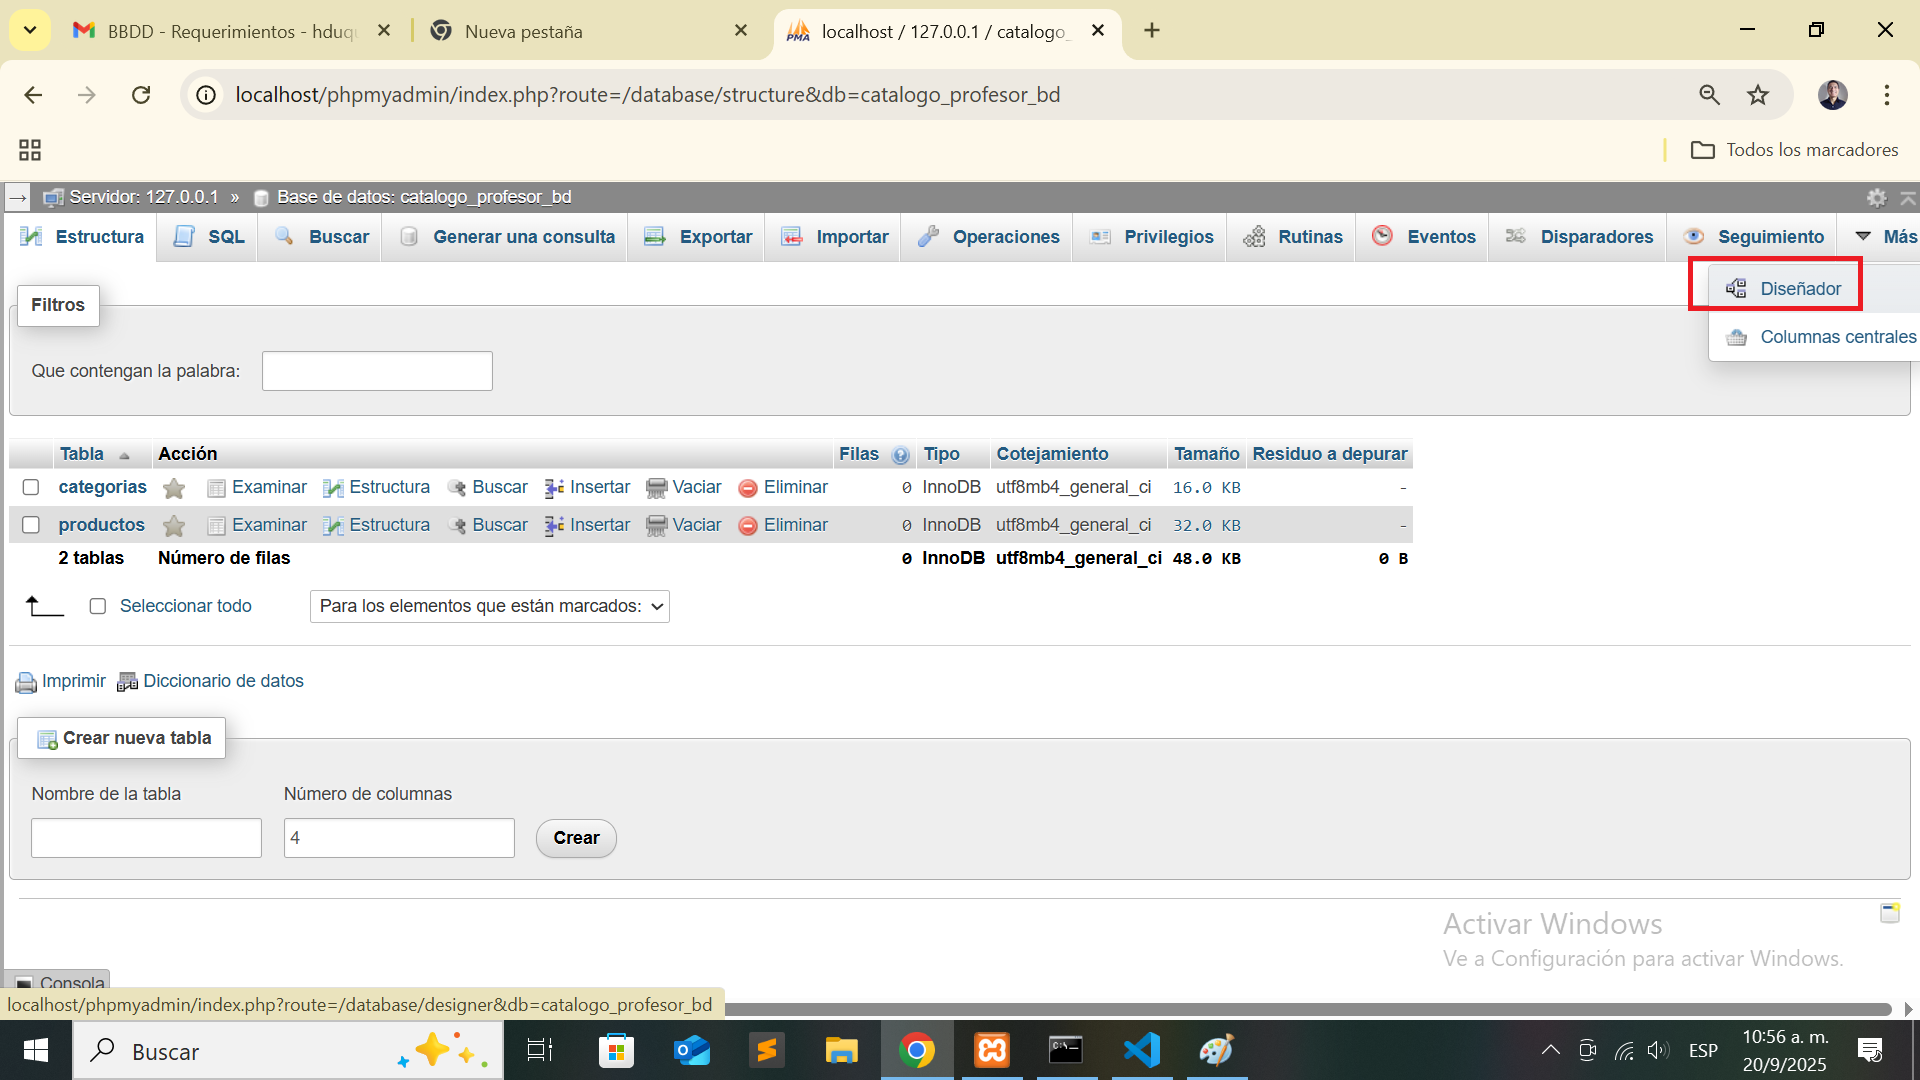 BBDD - Requerimientos - hduqu
Nueva pestaña
localhost / 127.0.0.1 / catalogo_
localhost/phpmyadmin/index.php?route=/database/structure&db=catalogo_profesor_bd
Todos los marcadores
Servidor: 127.0.0.1 » Base de datos: catalogo_profesor_bd
Estructura SQL Buscar Generar una consulta Exportar Importar Operaciones Privilegios Rutinas Eventos Disparadores Seguimiento Más
Diseñador
Columnas centrales
Filtros
Que contengan la palabra:
Tabla Acción Filas Tipo Cotejamiento Tamaño Residuo a depurar
categorias Examinar Estructura Buscar Insertar Vaciar Eliminar 0 InnoDB utf8mb4_general_ci 16.0 KB -
productos Examinar Estructura Buscar Insertar Vaciar Eliminar 0 InnoDB utf8mb4_general_ci 32.0 KB -
2 tablas Número de filas 0 InnoDB utf8mb4_general_ci 48.0 KB 0 B
Seleccionar todo Para los elementos que están marcados:
Imprimir Diccionario de datos
Crear nueva tabla
Nombre de la tabla Número de columnas
4 Crear
Activar Windows
Ve a Configuración para activar Windows.
Consola
localhost/phpmyadmin/index.php?route=/database/designer&db=catalogo_profesor_bd
Buscar
ESP
10:56 a. m.
20/9/2025